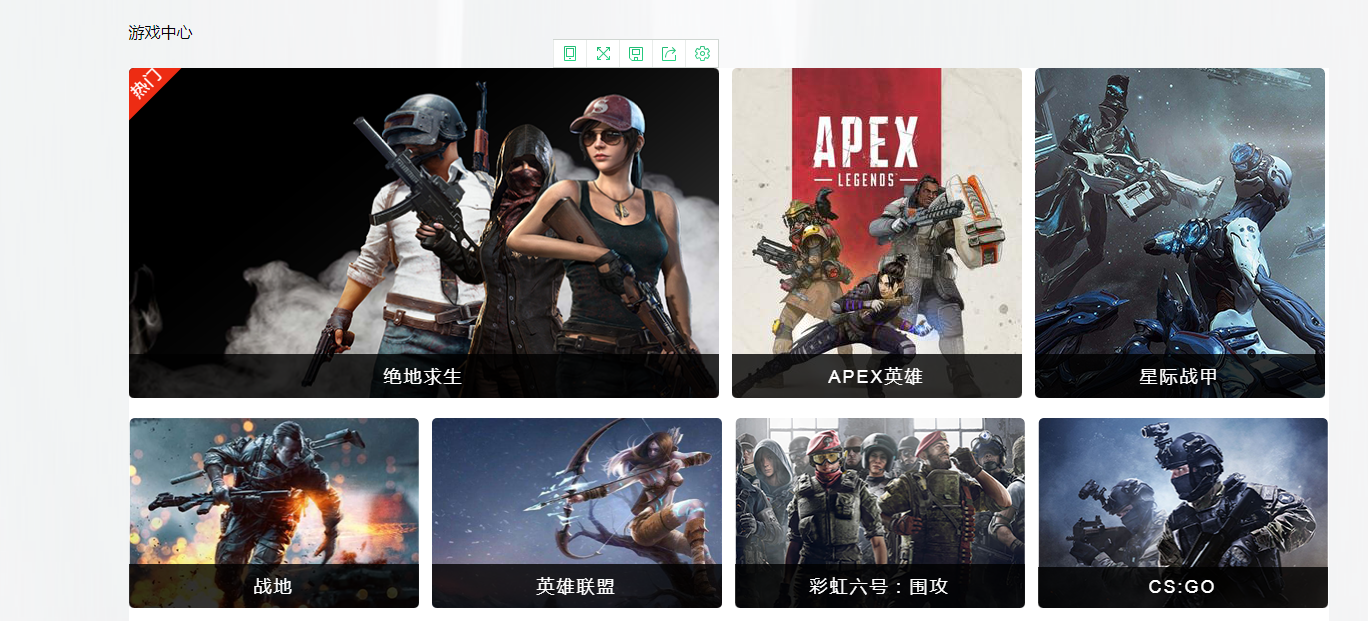 游戏中心
热门
APEX
LEGENDS
绝地求生
APEX英雄
星际战甲
战地
英雄联盟
彩虹六号：围攻
CS:GO